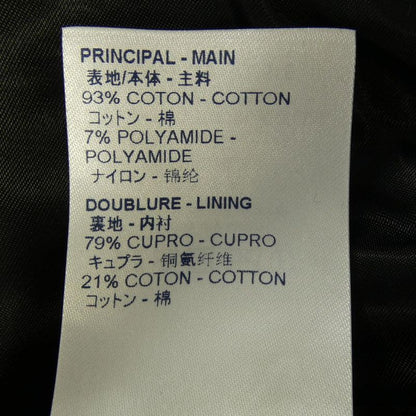 PRINCIPAL - MAIN
表地/本体 - 主料
93% COTON - COTTON
コットン - 棉
7% POLYAMIDE -
POLYAMIDE
ナイロン - 锦纶
DOUBLURE - LINING
裏地 - 内衬
79% CUPRO - CUPRO
キュプラ - 铜氨纤维
21% COTON - COTTON
コットン - 棉